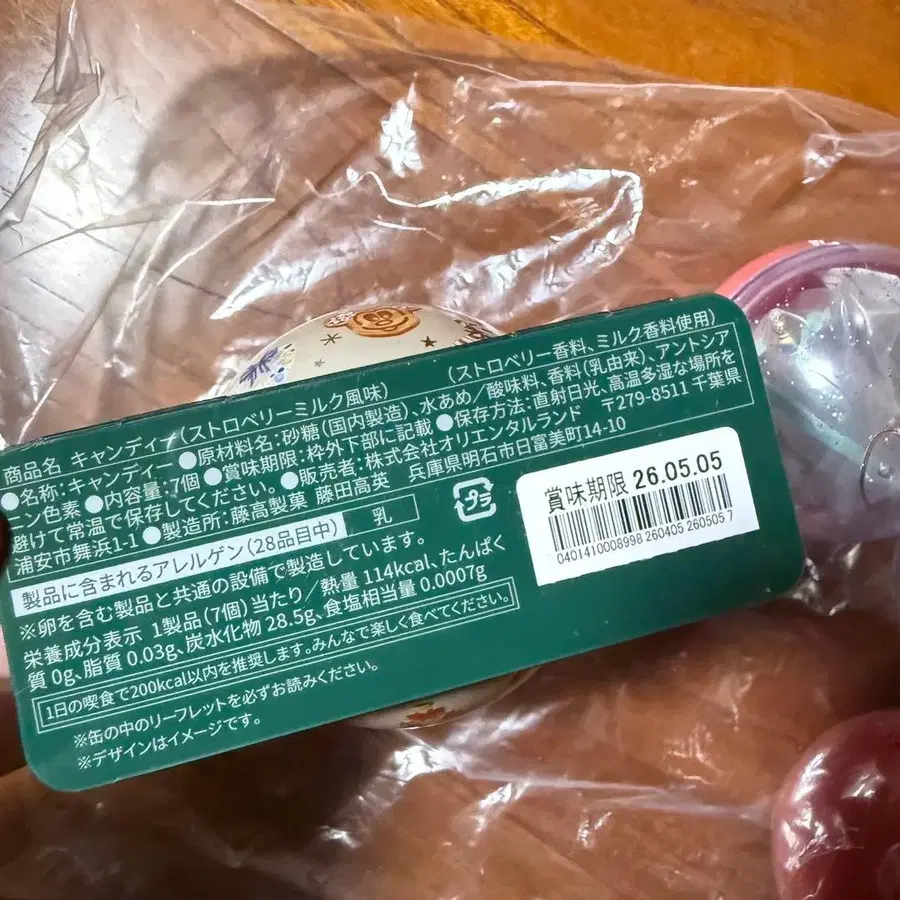 商品名 キャンディー(ストロベリーミルク風味) (ストロベリー香料、ミルク香料使用)
●名称:キャンディー ●原材料名:砂糖(国内製造)、水あめ/酸味料、香料(乳由来)、アントシア
ニン色素 ●内容量:7個 ●賞味期限:枠外下部に記載 ●保存方法:直射日光、高温多湿な場所を
避けて常温で保存してください。 ●販売者:株式会社オリエンタルランド 〒279-8511 千葉県
浦安市舞浜1-1 ●製造所:藤高製菓 藤田高英 兵庫県明石市日富美町14-10
製品に含まれるアレルゲン(28品目中) 乳
プラ
※卵を含む製品と共通の設備で製造しています。
栄養成分表示 1製品(7個)当たり/熱量 114kcal、たんぱく
質 0g、脂質 0.03g、炭水化物 28.5g、食塩相当量 0.0007g
1日の喫食で200kcal以内を推奨します。みんなで楽しく食べてください。
※缶の中のリーフレットを必ずお読みください。
※デザインはイメージです。
賞味期限 26.05.05
0401410008998 260405 260505 7